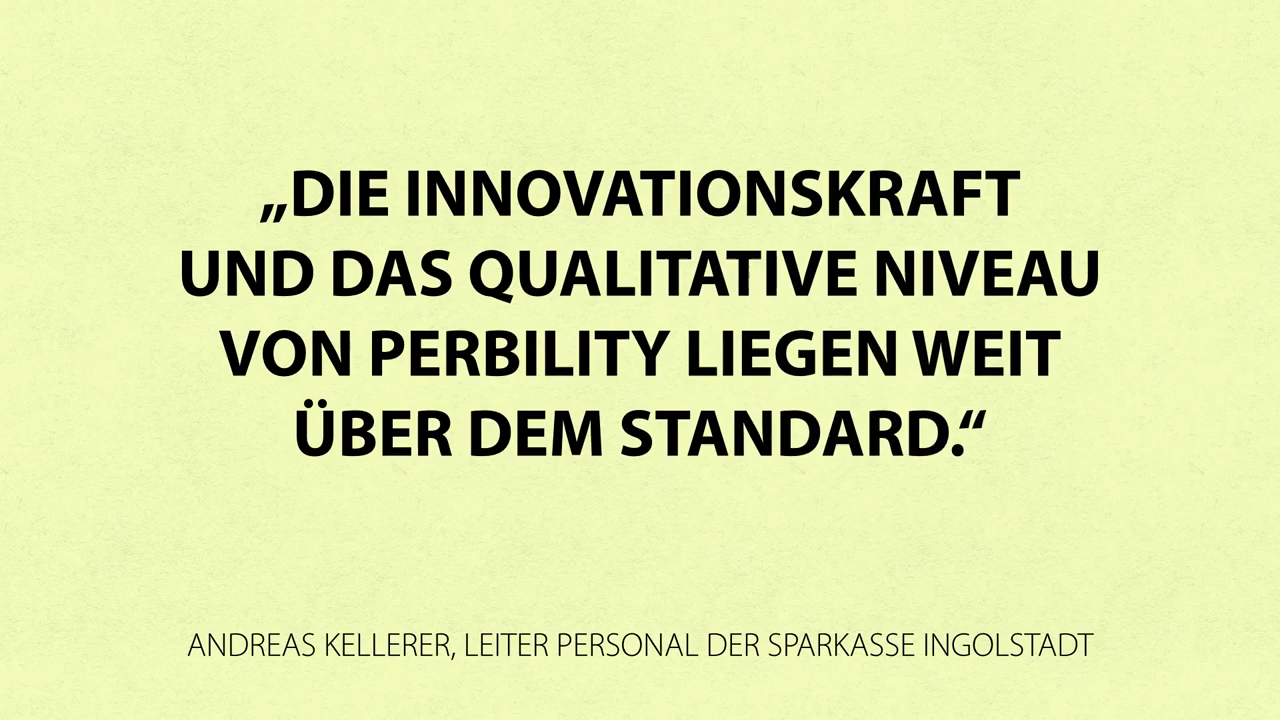 „DIE INNOVATIONSKRAFT
UND DAS QUALITATIVE NIVEAU
VON PERBILITY LIEGEN WEIT
ÜBER DEM STANDARD.“
ANDREAS KELLERER, LEITER PERSONAL DER SPARKASSE INGOLSTADT